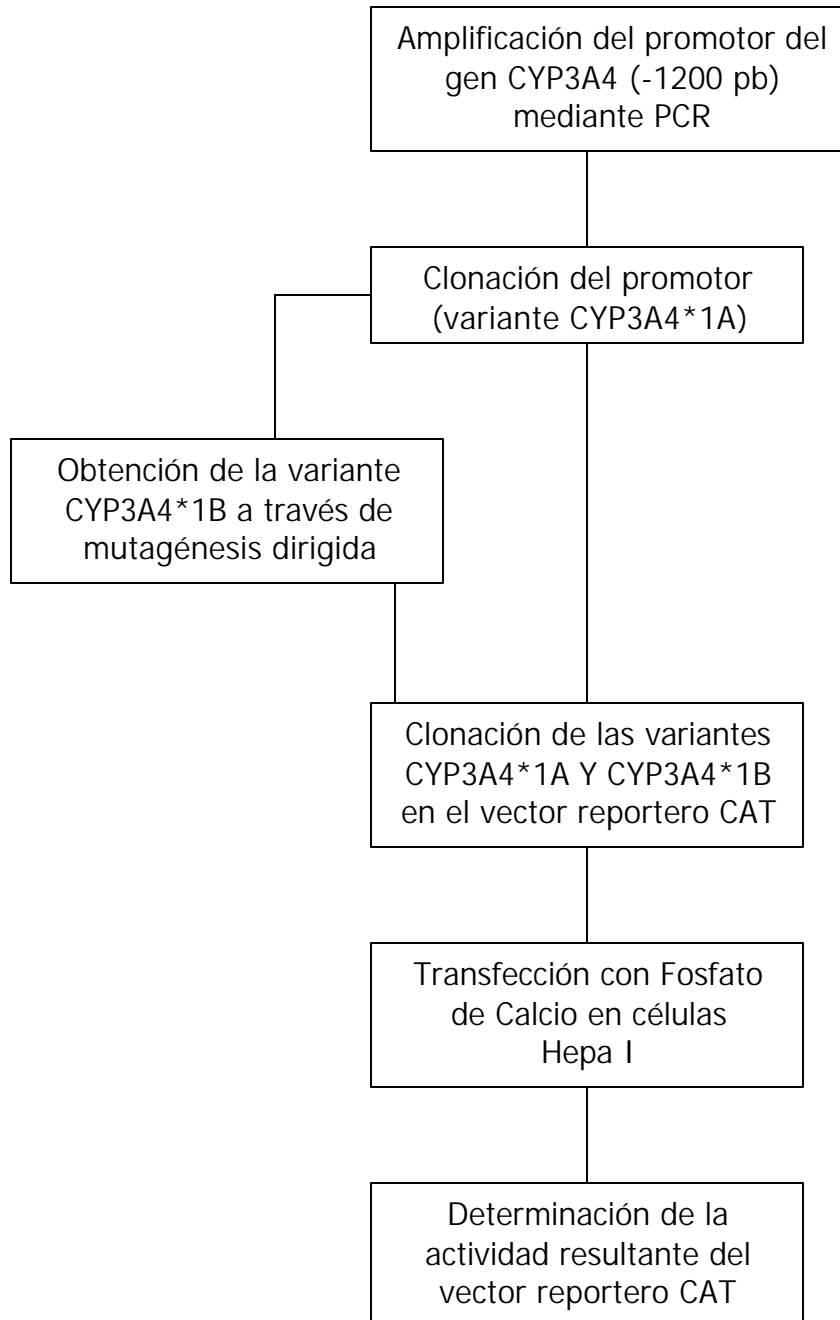 Amplificación del promotor del
gen CYP3A4 (-1200 pb)
mediante PCR
Clonación del promotor
(variante CYP3A4*1A)
Obtención de la variante
CYP3A4*1B a través de
mutagénesis dirigida
Clonación de las variantes
CYP3A4*1A Y CYP3A4*1B
en el vector reportero CAT
Transfección con Fosfato
de Calcio en células
Hepa I
Determinación de la
actividad resultante del
vector reportero CAT